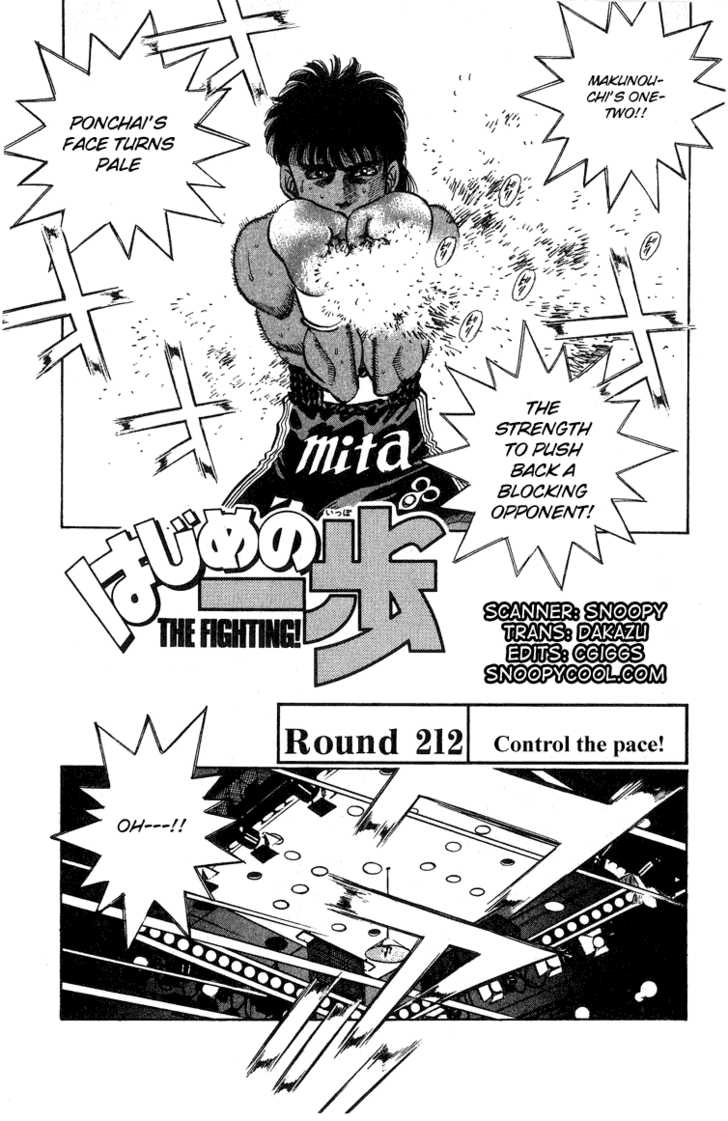 MAKUNOU-
CHI'S ONE-
TWO!!
PONCHAI'S
FACE TURNS
PALE
THE
STRENGTH
TO PUSH
BACK A
BLOCKING
OPPONENT!
mita
はじめの
いっぽ
一歩
THE FIGHTING!
SCANNER: SNOOPY
TRANS: DAKAZU
EDITS: CGIGGS
SNOOPYCOOL.COM
Round 212
Control the pace!
OH---!!